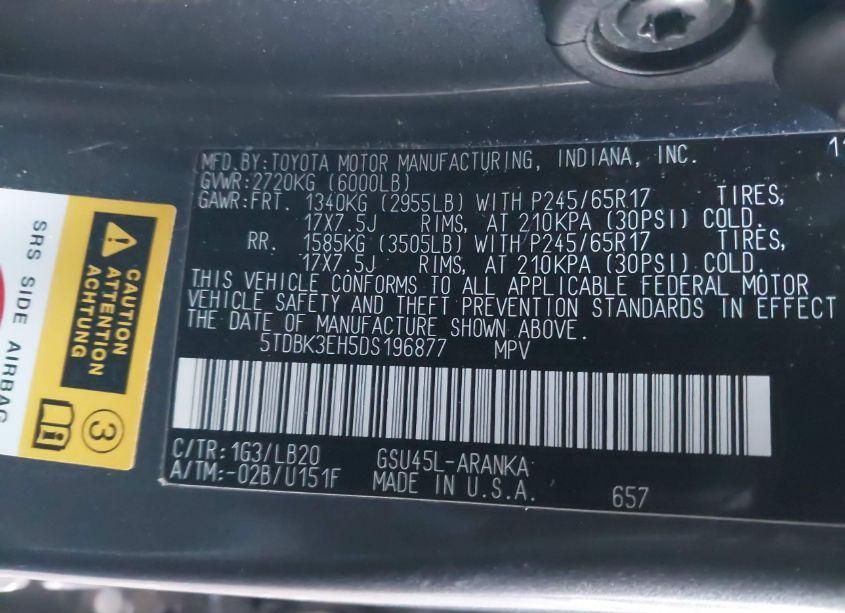 11
MFD.BY:TOYOTA MOTOR MANUFACTURING, INDIANA, INC.
GVWR:2720KG (6000LB)
GAWR:FRT. 1340KG (2955LB) WITH P245/65R17 TIRES,
17X7.5J RIMS, AT 210KPA (30PSI) COLD.
RR. 1585KG (3505LB) WITH P245/65R17 TIRES,
17X7.5J RIMS, AT 210KPA (30PSI) COLD.
THIS VEHICLE CONFORMS TO ALL APPLICABLE FEDERAL MOTOR
VEHICLE SAFETY AND THEFT PREVENTION STANDARDS IN EFFECT
THE DATE OF MANUFACTURE SHOWN ABOVE.
5TDBK3EH5DS196877 MPV
C/TR:1G3/LB20 GSU45L-ARANKA
A/TM:-02B/U151F MADE IN U.S.A. 657
SRS SIDE AIRBAG
CAUTION
ATTENTION
ACHTUNG
i
3